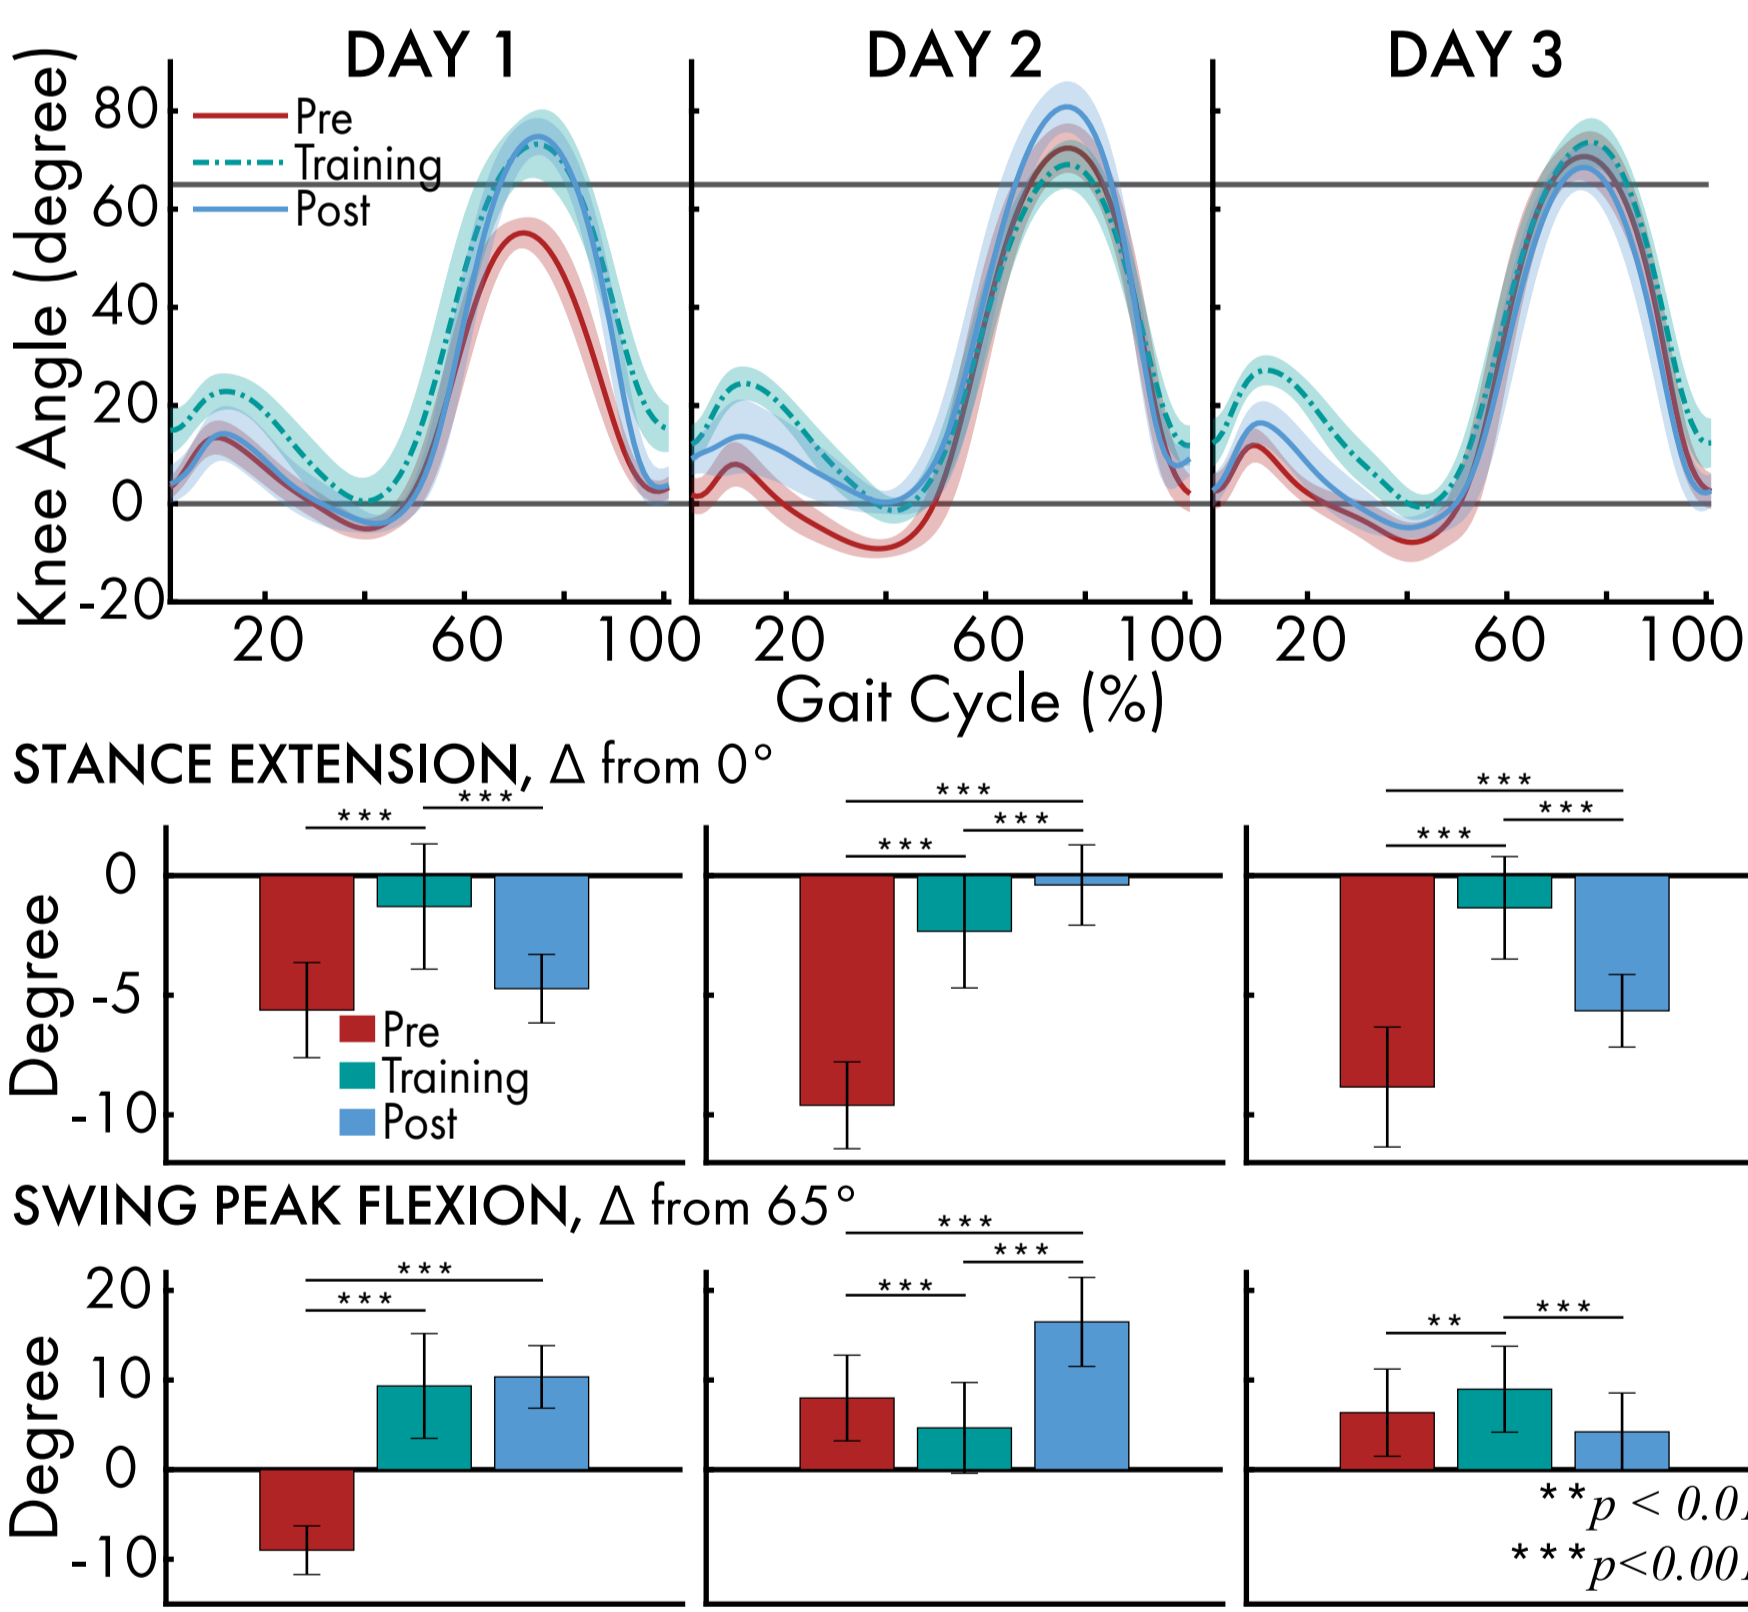 DAY 1 DAY 2 DAY 3
Knee Angle (degree)
80
60
40
20
0
-20
Pre
Training
Post
20 60 100 20 60 100 20 60 100
Gait Cycle (%)
STANCE EXTENSION, Δ from 0°
*** *** *** *** *** *** *** ***
Degree
0
-5
-10
Pre
Training
Post
SWING PEAK FLEXION, Δ from 65°
*** *** *** *** *** ** ***
Degree
20
10
0
-10
**p < 0.01
***p<0.001